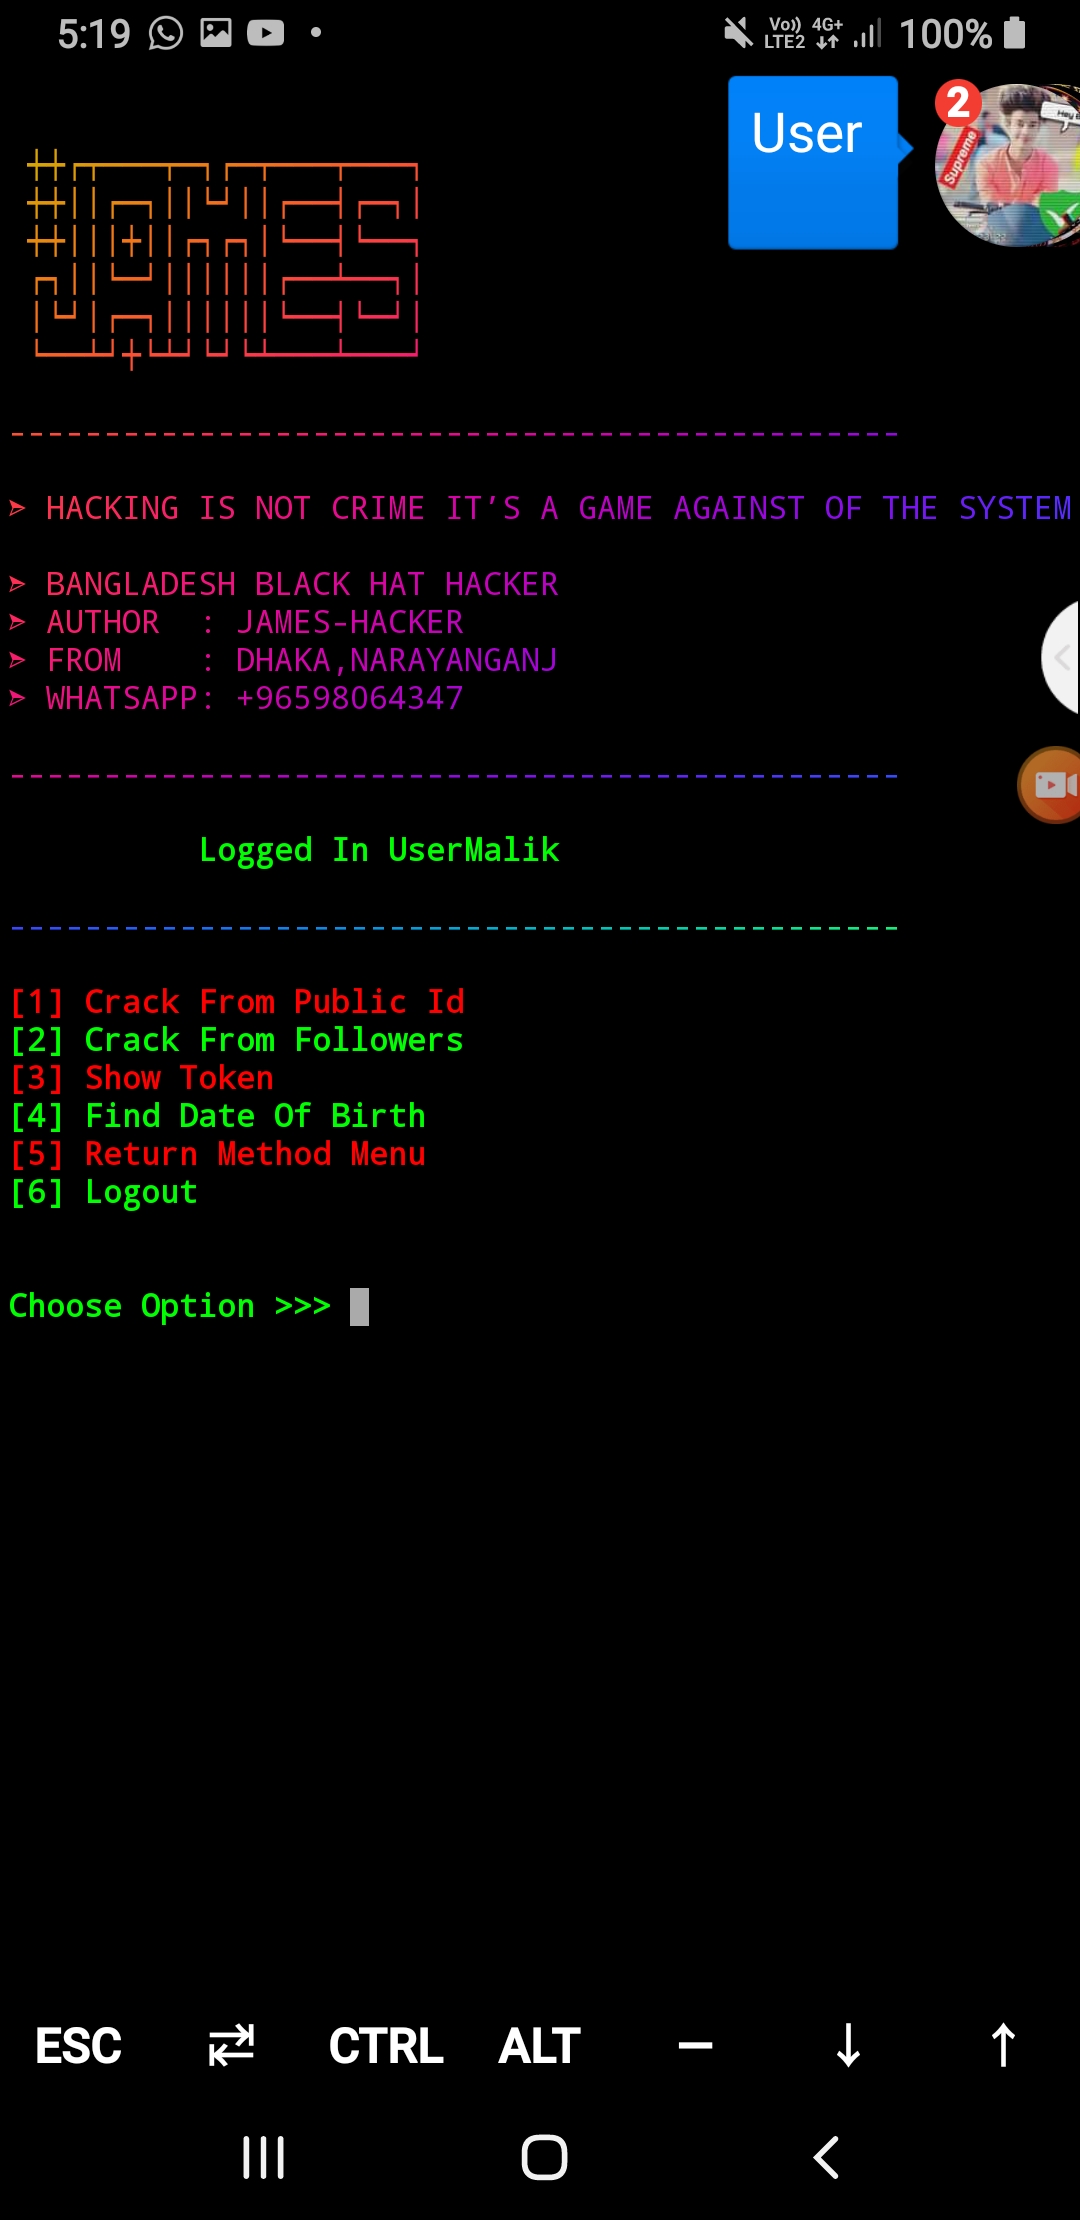 5:19
Vo)) LTE2 4G+ 100%
User
2
Supreme
➤ HACKING IS NOT CRIME IT'S A GAME AGAINST OF THE SYSTEM
➤ BANGLADESH BLACK HAT HACKER
➤ AUTHOR : JAMES-HACKER
➤ FROM : DHAKA,NARAYANGANJ
➤ WHATSAPP: +96598064347
Logged In UserMalik
[1] Crack From Public Id
[2] Crack From Followers
[3] Show Token
[4] Find Date Of Birth
[5] Return Method Menu
[6] Logout
Choose Option >>>
ESC CTRL ALT – ↓ ↑